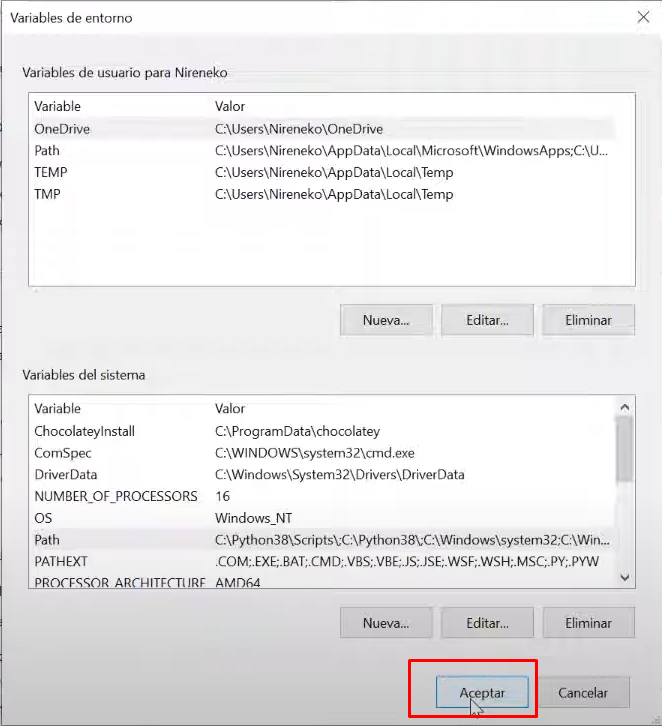 Variables de entorno
Variables de usuario para Nireneko
Variable Valor
OneDrive C:\Users\Nireneko\OneDrive
Path C:\Users\Nireneko\AppData\Local\Microsoft\WindowsApps;C:\U...
TEMP C:\Users\Nireneko\AppData\Local\Temp
TMP C:\Users\Nireneko\AppData\Local\Temp
Nueva... Editar... Eliminar
Variables del sistema
Variable Valor
ChocolateyInstall C:\ProgramData\chocolatey
ComSpec C:\WINDOWS\system32\cmd.exe
DriverData C:\Windows\System32\Drivers\DriverData
NUMBER_OF_PROCESSORS 16
OS Windows_NT
Path C:\Python38\Scripts\;C:\Python38\;C:\Windows\system32;C:\Win...
PATHEXT .COM;.EXE;.BAT;.CMD;.VBS;.VBE;.JS;.JSE;.WSF;.WSH;.MSC;.PY;.PYW
PROCESSOR_ARCHITECTURE AMD64
Nueva... Editar... Eliminar
Aceptar Cancelar